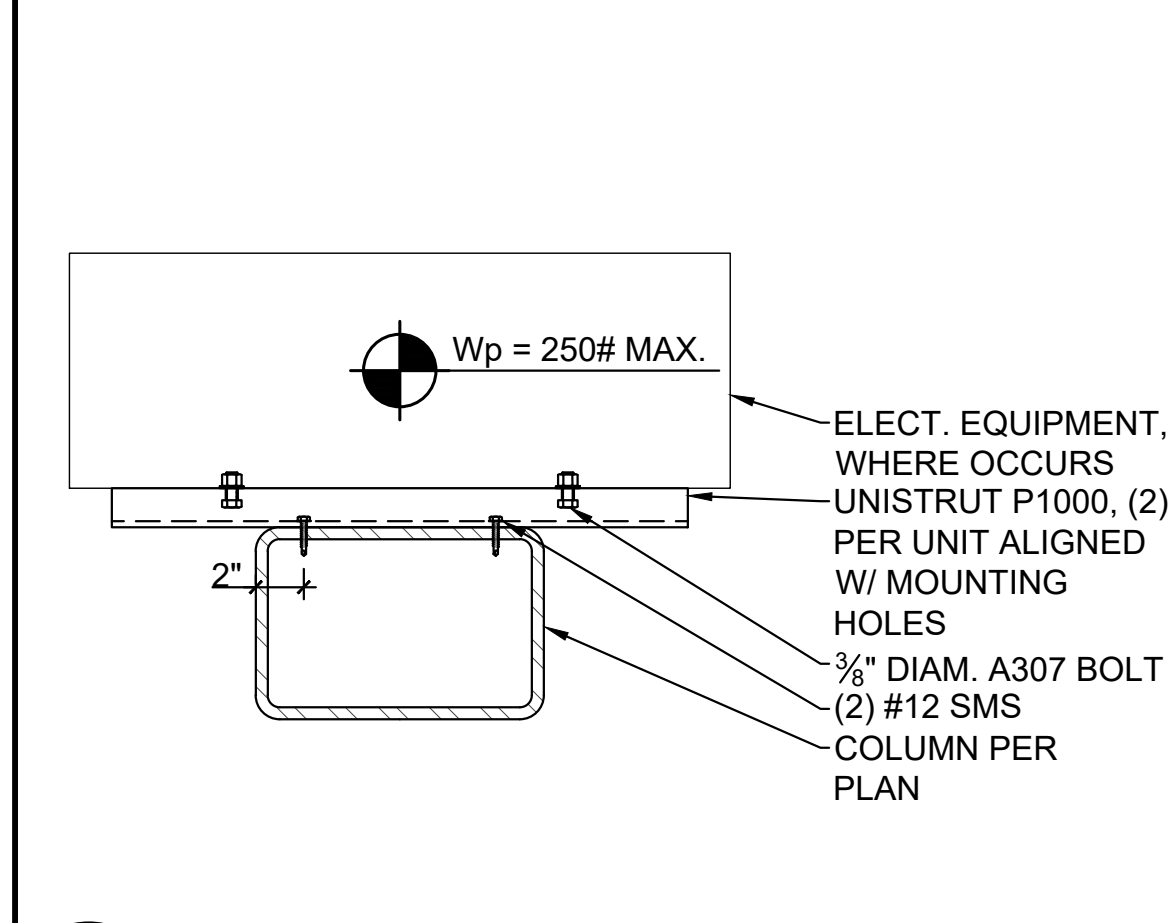 Wp = 250# MAX.
ELECT. EQUIPMENT,
WHERE OCCURS
UNISTRUT P1000, (2)
PER UNIT ALIGNED
W/ MOUNTING
HOLES
2"
⅜" DIAM. A307 BOLT
(2) #12 SMS
COLUMN PER
PLAN